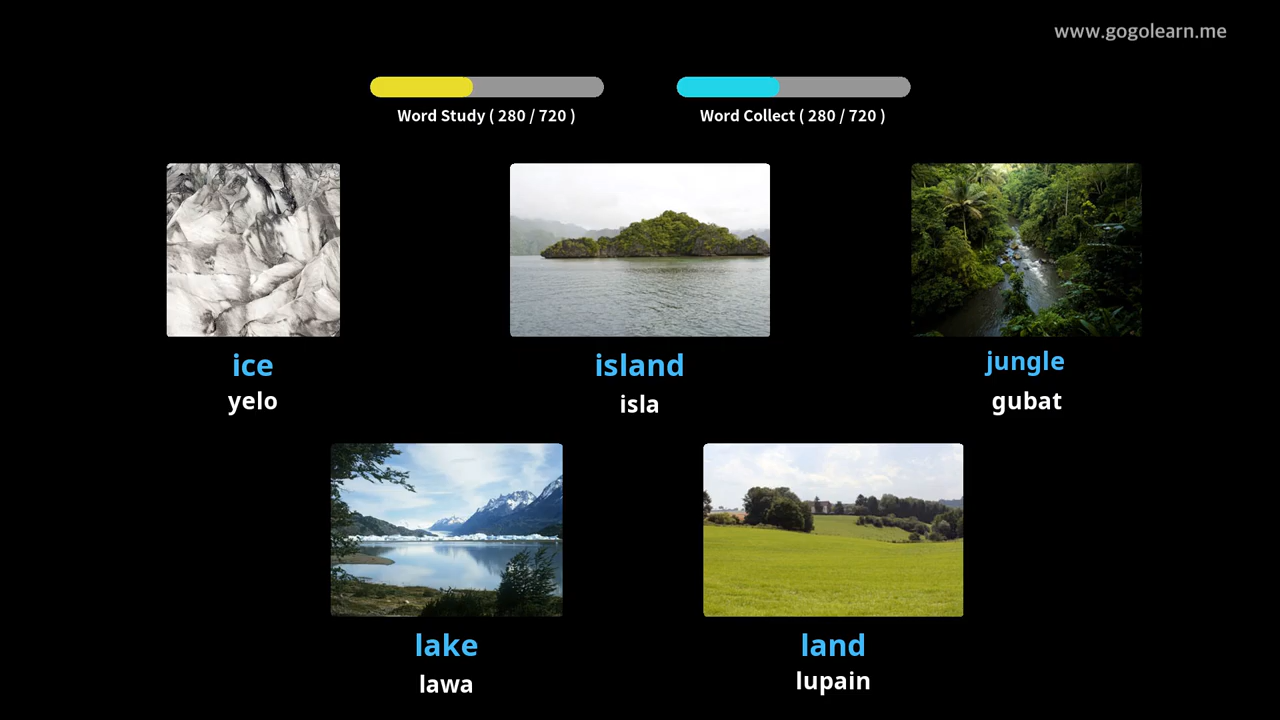 www.gogolearn.me
Word Study ( 280 / 720 )
Word Collect ( 280 / 720 )
ice
yelo
island
isla
jungle
gubat
lake
lawa
land
lupain